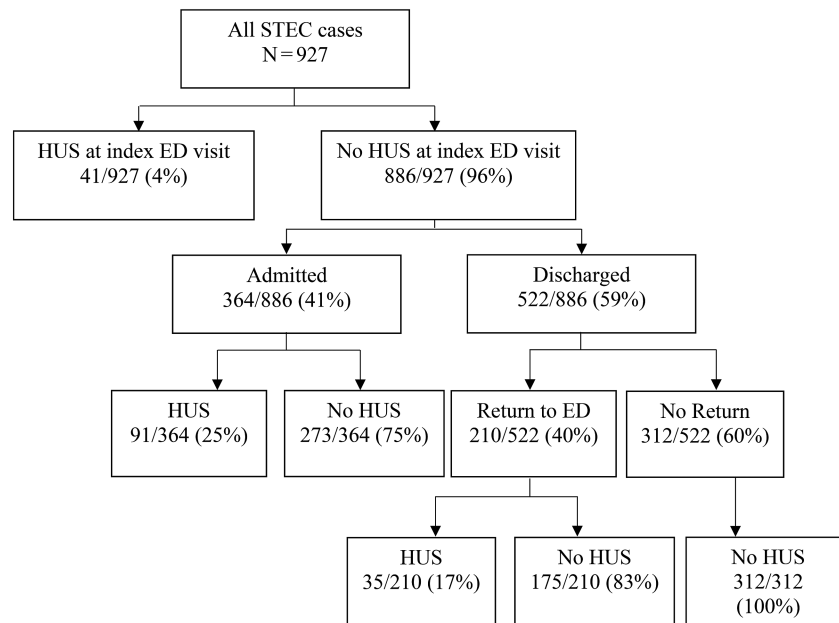 All STEC cases
N = 927
HUS at index ED visit
41/927 (4%)
No HUS at index ED visit
886/927 (96%)
Admitted
364/886 (41%)
Discharged
522/886 (59%)
HUS
91/364 (25%)
No HUS
273/364 (75%)
Return to ED
210/522 (40%)
No Return
312/522 (60%)
HUS
35/210 (17%)
No HUS
175/210 (83%)
No HUS
312/312
(100%)